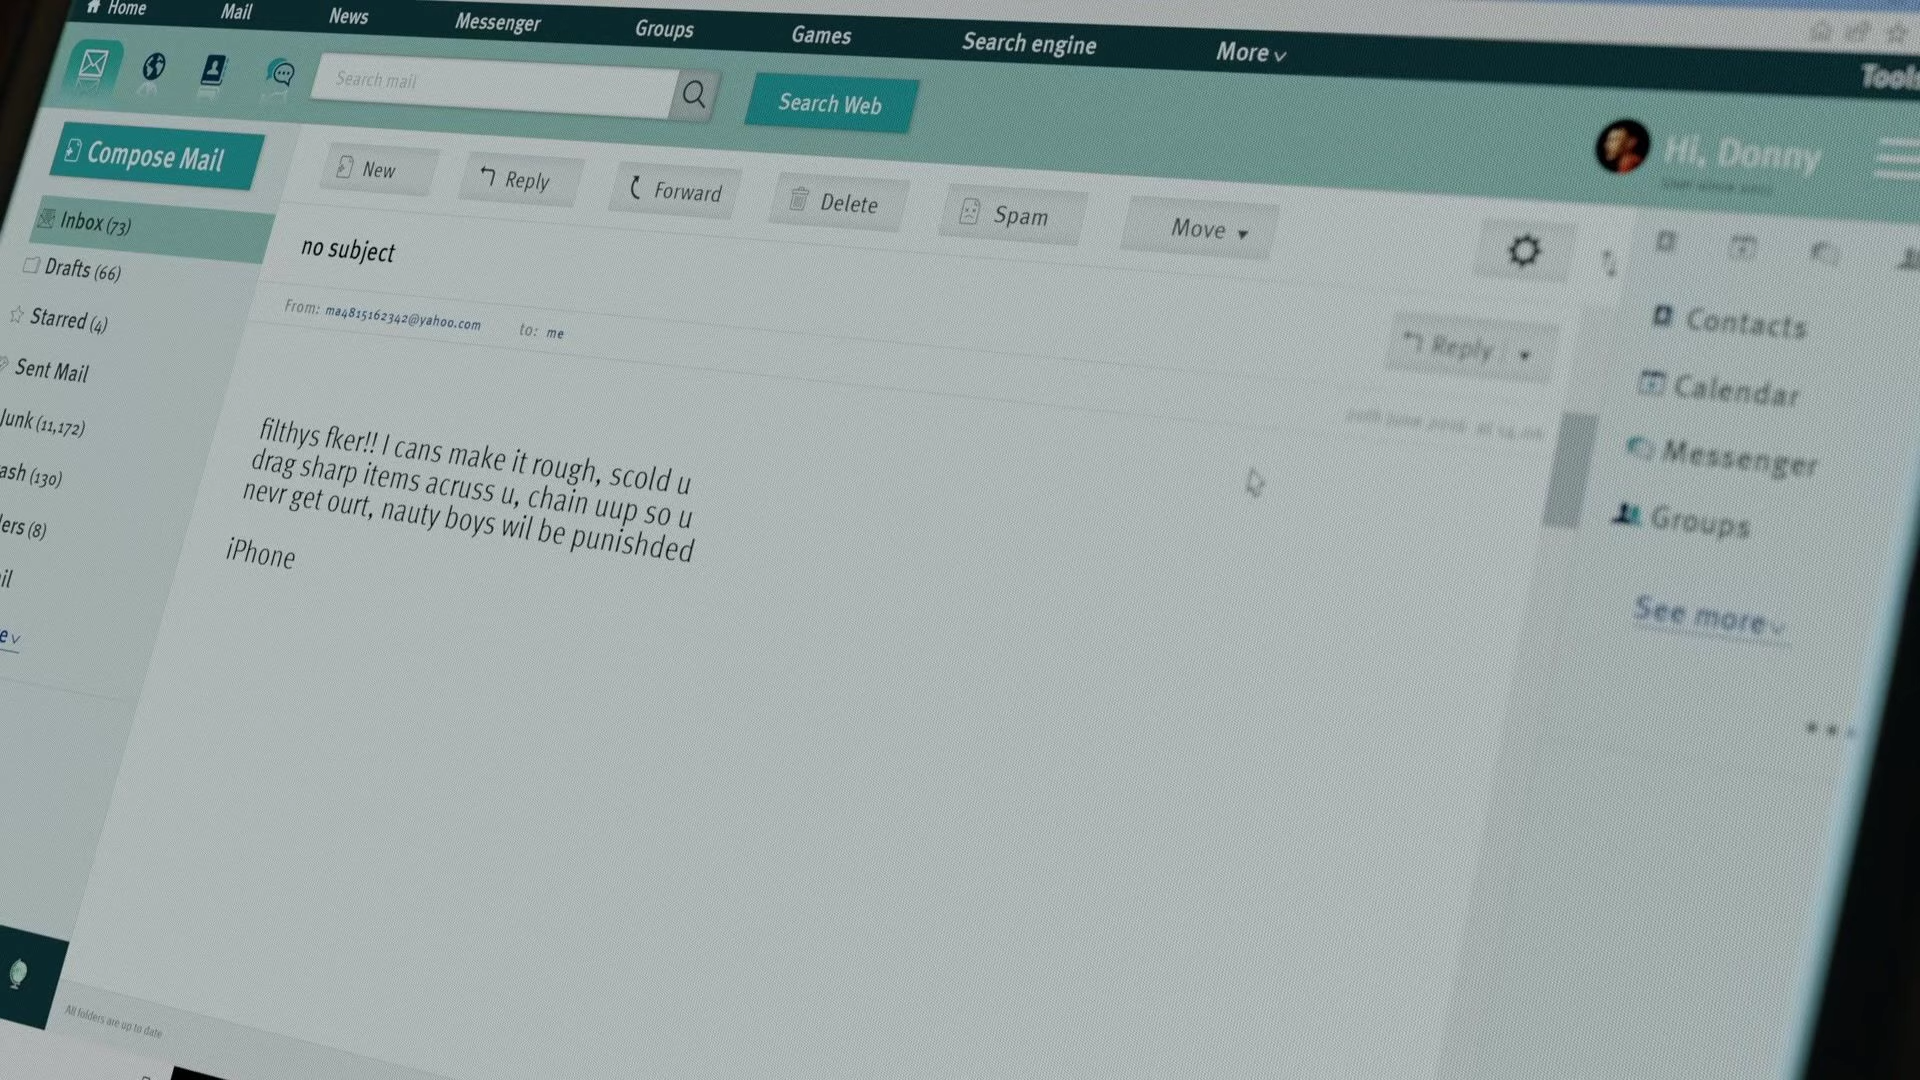 Home Mail News Messenger Groups Games Search engine More
Tools
Search mail
Search Web
Hi, Donny
Compose Mail
New Reply Forward Delete Spam Move
Inbox (73)
Drafts (66)
Starred (4)
Sent Mail
Junk (11,172)
ash (130)
ers (8)
il
e
no subject
From: ma4815162342@yahoo.com to: me
Reply
filthys fker!! I cans make it rough, scold u
drag sharp items acruss u, chain uup so u
nevr get ourt, nauty boys wil be punishded
iPhone
Contacts
Calendar
Messenger
Groups
See more
All folders are up to date